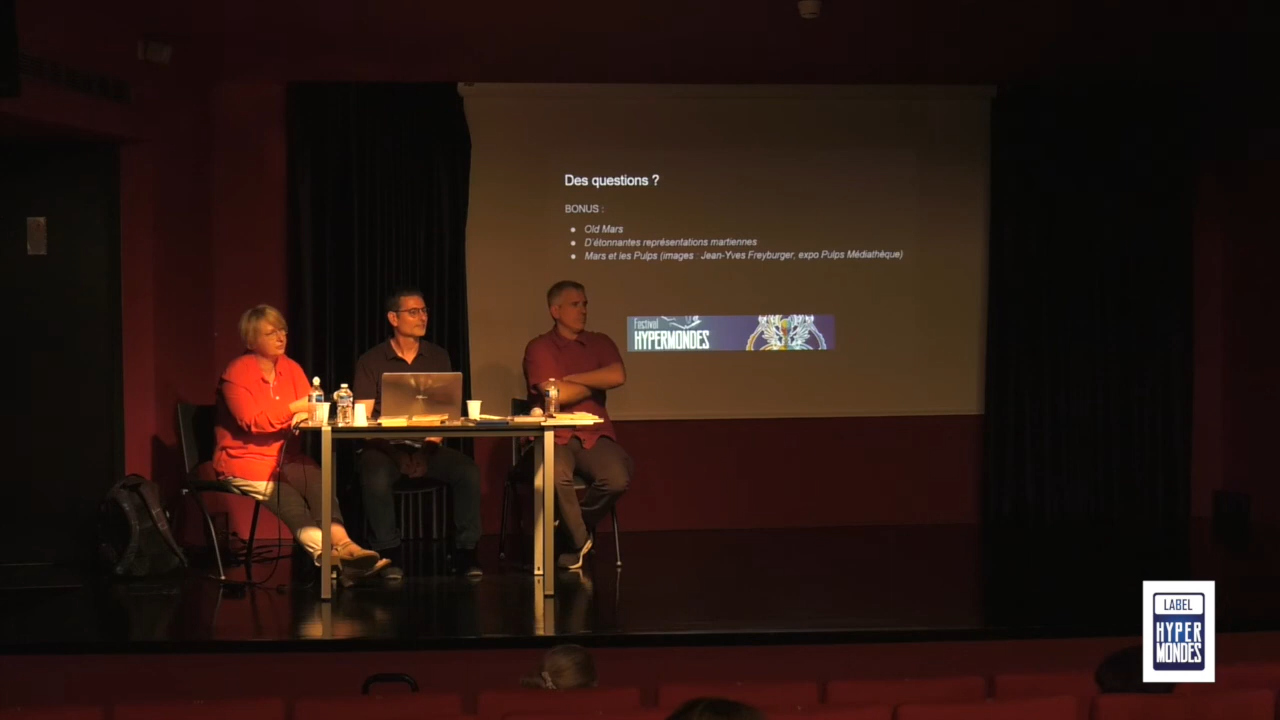 Des questions ?
BONUS :
● Old Mars
● D'étonnantes représentations martiennes
● Mars et les Pulps (images : Jean-Yves Freyburger, expo Pulps Médiathèque)
Festival
HYPERMONDES
LABEL
HYPER
MONDES